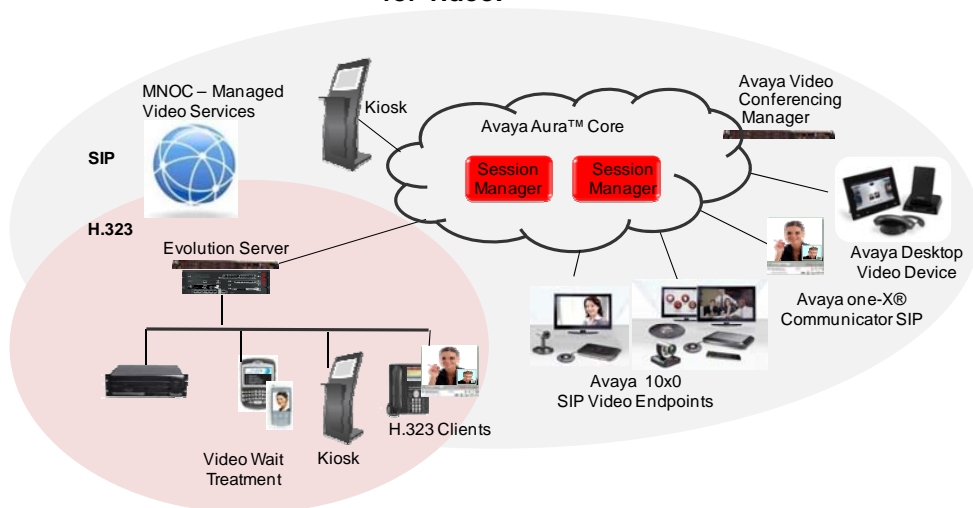 MNOC – Managed
Video Services
Kiosk
Avaya Aura™ Core
Avaya Video
Conferencing
Manager
SIP
Session
Manager
Session
Manager
H.323
Evolution Server
Avaya Desktop
Video Device
Avaya one-X®
Communicator SIP
Avaya 10x0
SIP Video Endpoints
H.323 Clients
Video Wait
Treatment
Kiosk